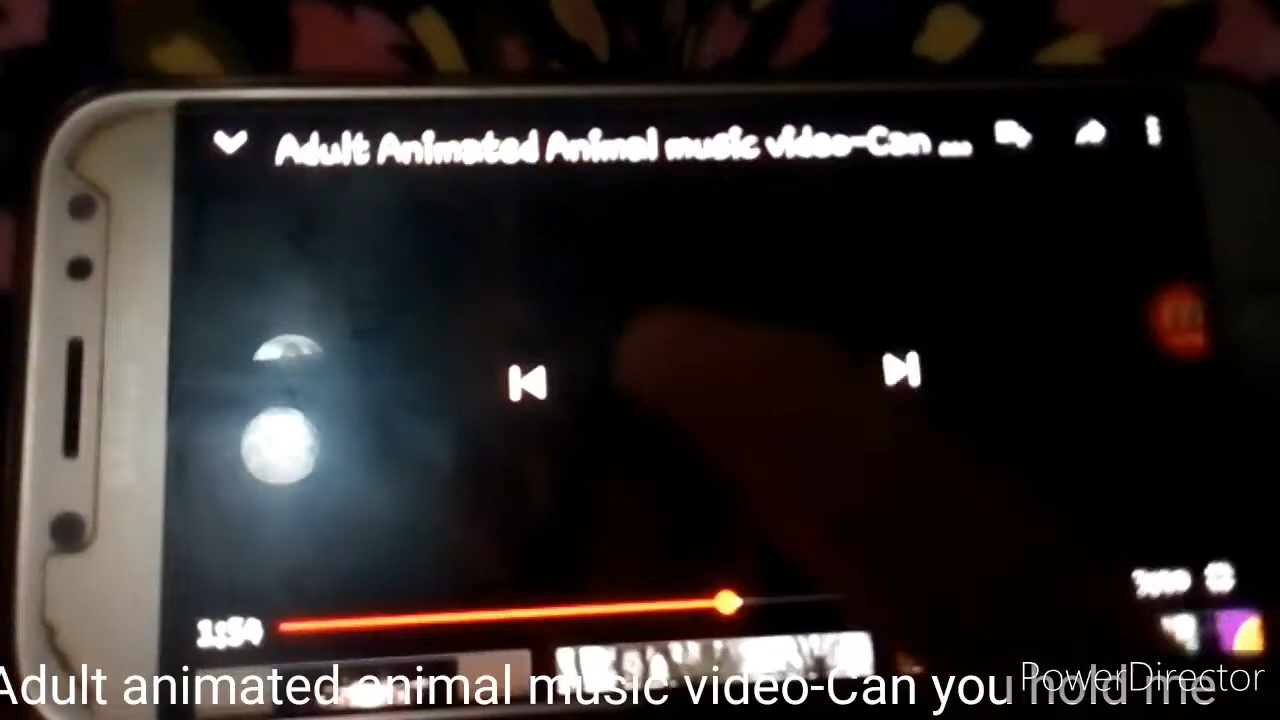 Adult Animated Animal music video-Can ...
1:54
Adult animated animal music video-Can you hold me
PowerDirector